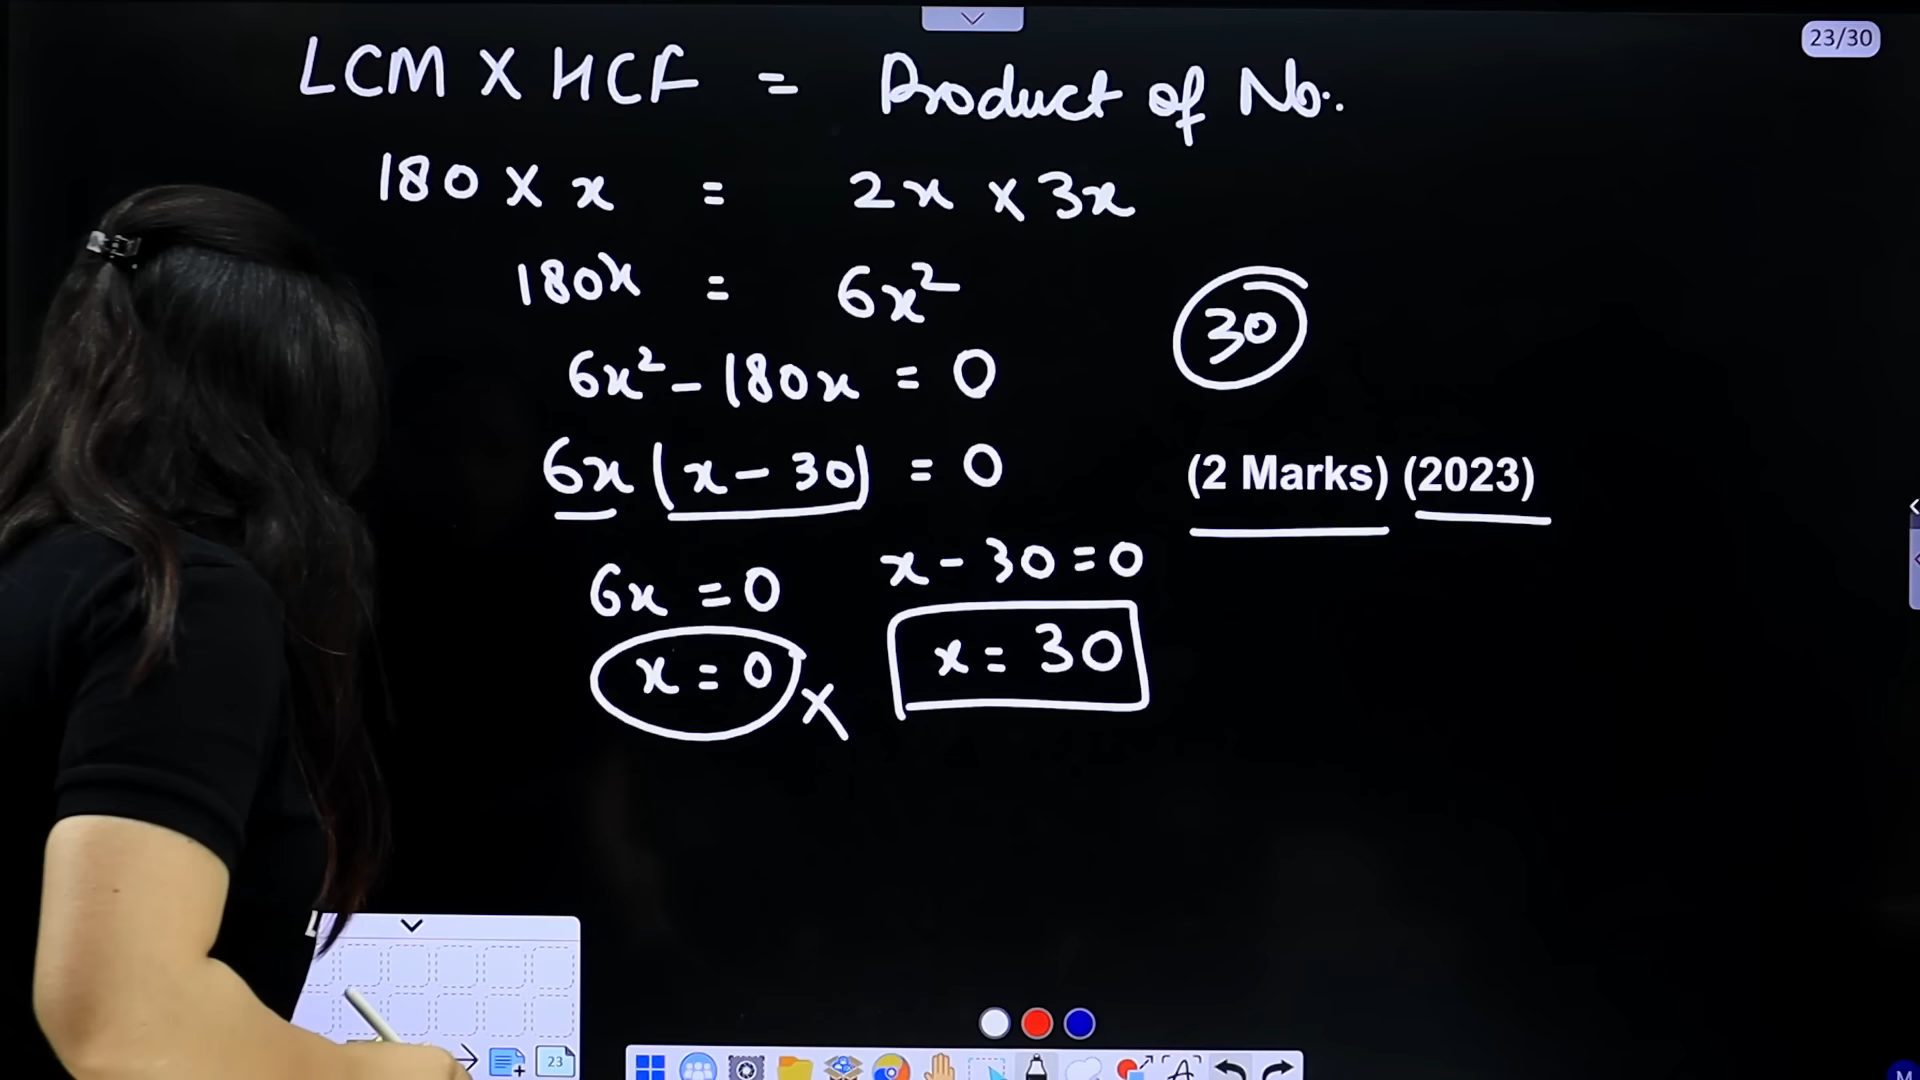 23/30
LCM X HCF = Product of No.
180 X x = 2x X 3x
180x = 6x²
30
6x² - 180x = 0
6x (x - 30) = 0
(2 Marks) (2023)
6x = 0
x - 30 = 0
x = 0 X
x = 30
23
A
M